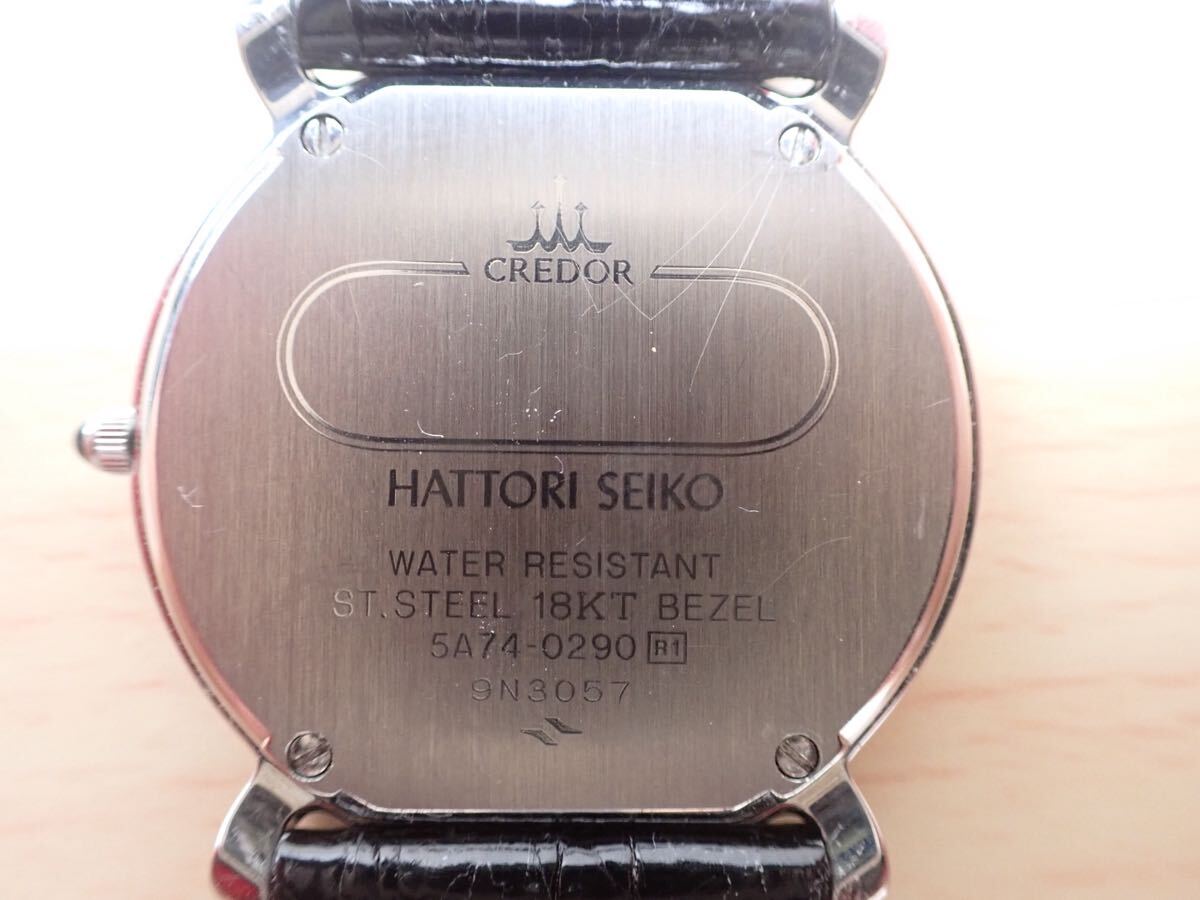 CREDOR
HATTORI SEIKO
WATER RESISTANT
ST.STEEL 18KT BEZEL
5A74-0290 R1
9N3057